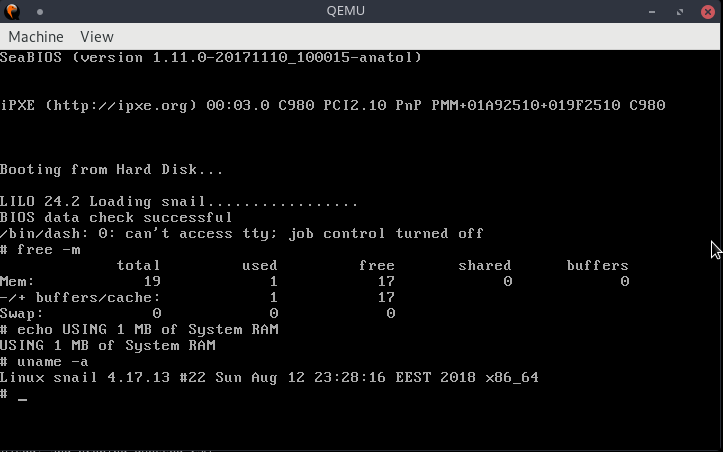 QEMU
Machine View
SeaBIOS (version 1.11.0-20171110_100015-anatol)
iPXE (http://ipxe.org) 00:03.0 C980 PCI2.10 PnP PMM+01A92510+019F2510 C980
Booting from Hard Disk...
LILO 24.2 Loading snail.................
BIOS data check successful
/bin/dash: 0: can't access tty; job control turned off
# free -m
total used free shared buffers
Mem: 19 1 17 0 0
-/+ buffers/cache: 1 17
Swap: 0 0 0
# echo USING 1 MB of System RAM
USING 1 MB of System RAM
# uname -a
Linux snail 4.17.13 #22 Sun Aug 12 23:28:16 EEST 2018 x86_64
# _